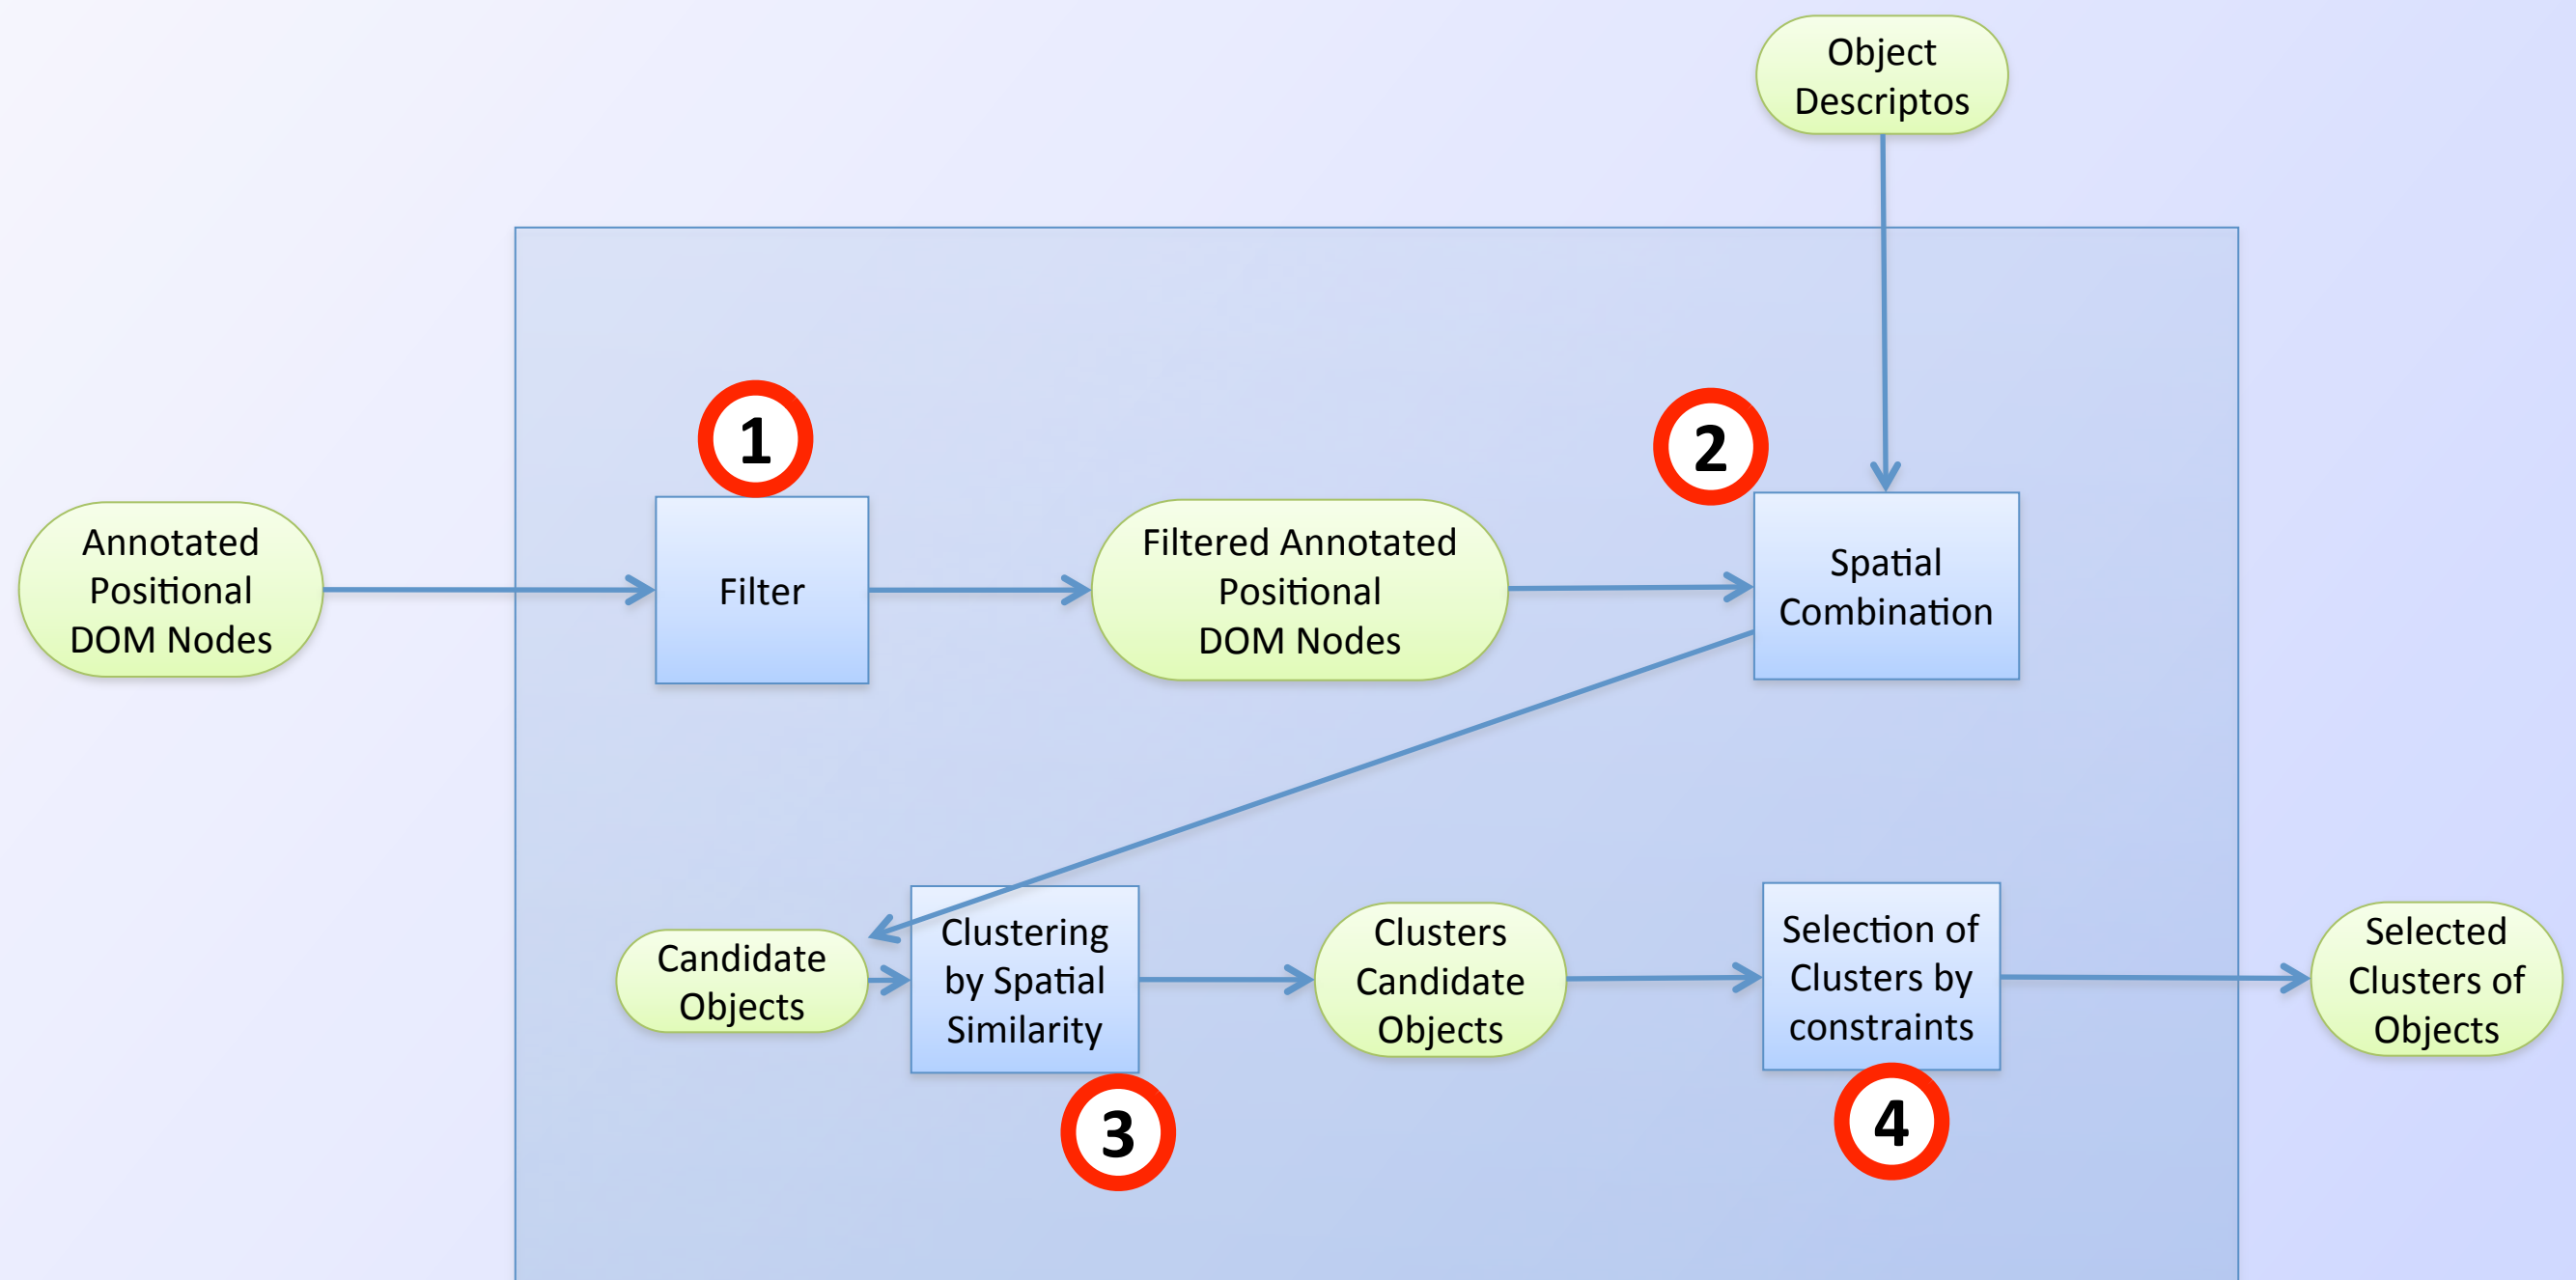 Object
Descriptos
1
2
Annotated
Positional
DOM Nodes
Filter
Filtered Annotated
Positional
DOM Nodes
Spatial
Combination
Candidate
Objects
Clustering
by Spatial
Similarity
Clusters
Candidate
Objects
Selection of
Clusters by
constraints
Selected
Clusters of
Objects
3
4